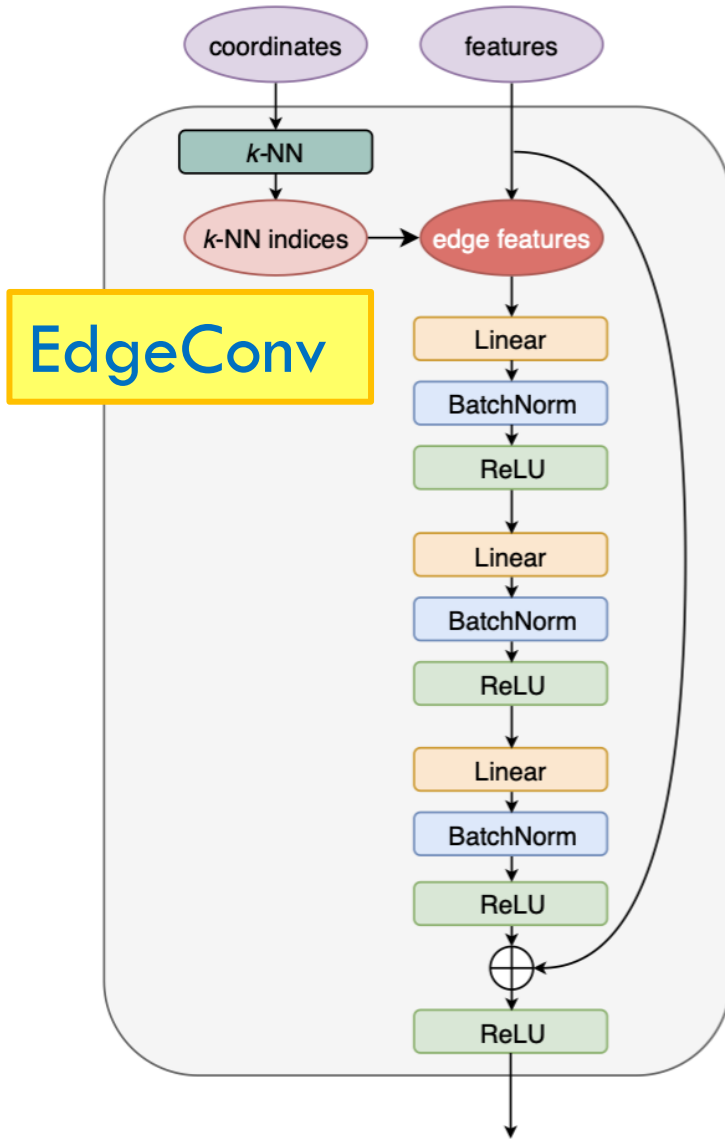 coordinates
features
k-NN
k-NN indices
edge features
EdgeConv
Linear
BatchNorm
ReLU
Linear
BatchNorm
ReLU
Linear
BatchNorm
ReLU
ReLU